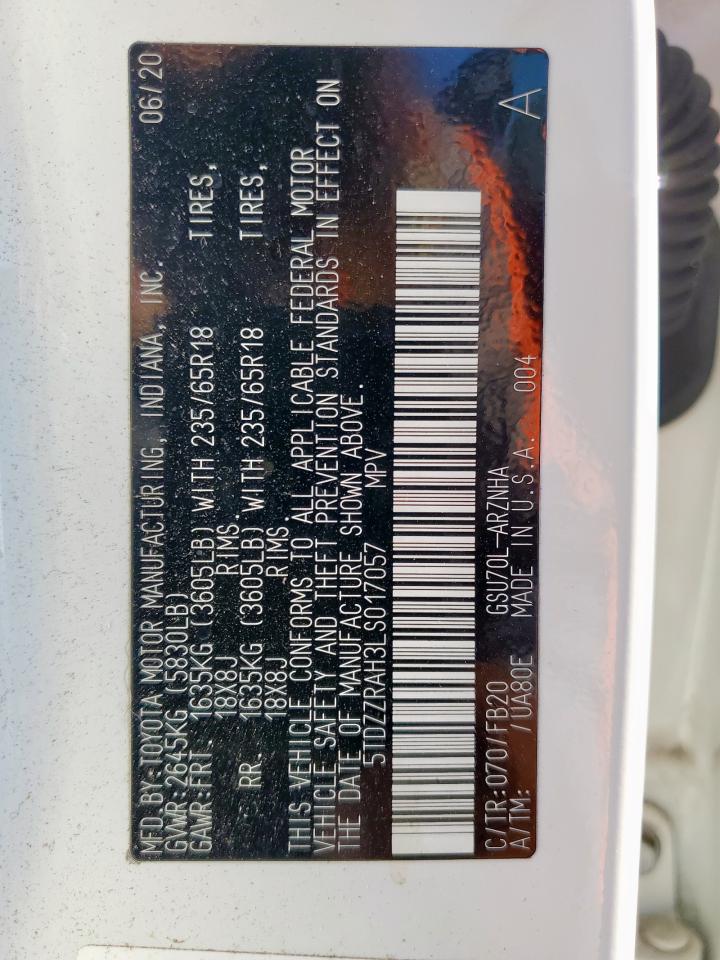 MFD.BY:TOYOTA MOTOR MANUFACTURING, INDIANA, INC. 06/20
GVWR:2645KG (5830LB)
GAWR:FRT 1635KG (3605LB) WITH 235/65R18 TIRES,
18X8J RIMS.
RR 1635KG (3605LB) WITH 235/65R18 TIRES,
18X8J RIMS.
THIS VEHICLE CONFORMS TO ALL APPLICABLE FEDERAL MOTOR
VEHICLE SAFETY AND THEFT PREVENTION STANDARDS IN EFFECT ON
THE DATE OF MANUFACTURE SHOWN ABOVE.
5TDZZRAH3LS017057 MPV
C/TR:070/FB20 GSU70L-ARZNHA
A/TM: /UA80E MADE IN U.S.A. 004 A